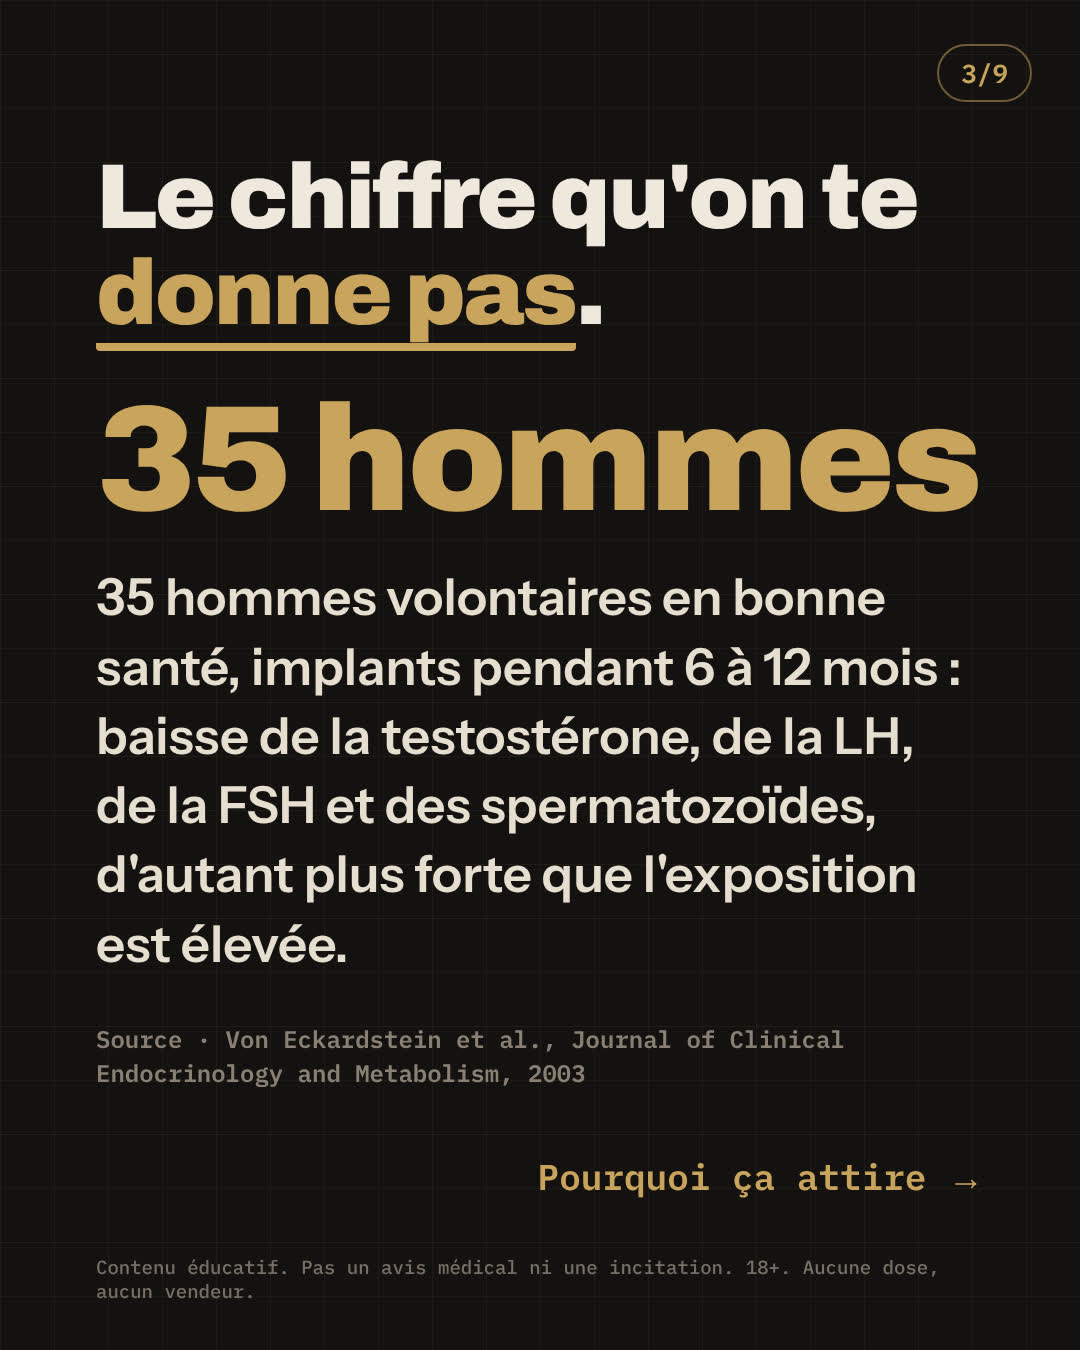 3/9
Le chiffre qu'on te
donne pas.
35 hommes
35 hommes volontaires en bonne
santé, implants pendant 6 à 12 mois :
baisse de la testostérone, de la LH,
de la FSH et des spermatozoïdes,
d'autant plus forte que l'exposition
est élevée.
Source · Von Eckardstein et al., Journal of Clinical
Endocrinology and Metabolism, 2003
Pourquoi ça attire →
Contenu éducatif. Pas un avis médical ni une incitation. 18+. Aucune dose,
aucun vendeur.